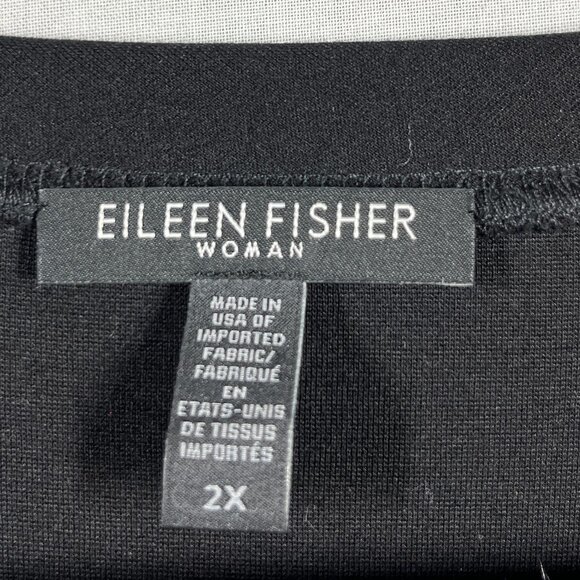 EILEEN FISHER
WOMAN
MADE IN
USA OF
IMPORTED
FABRIC/
FABRIQUÉ
EN
ETATS-UNIS
DE TISSUS
IMPORTÉS
2X